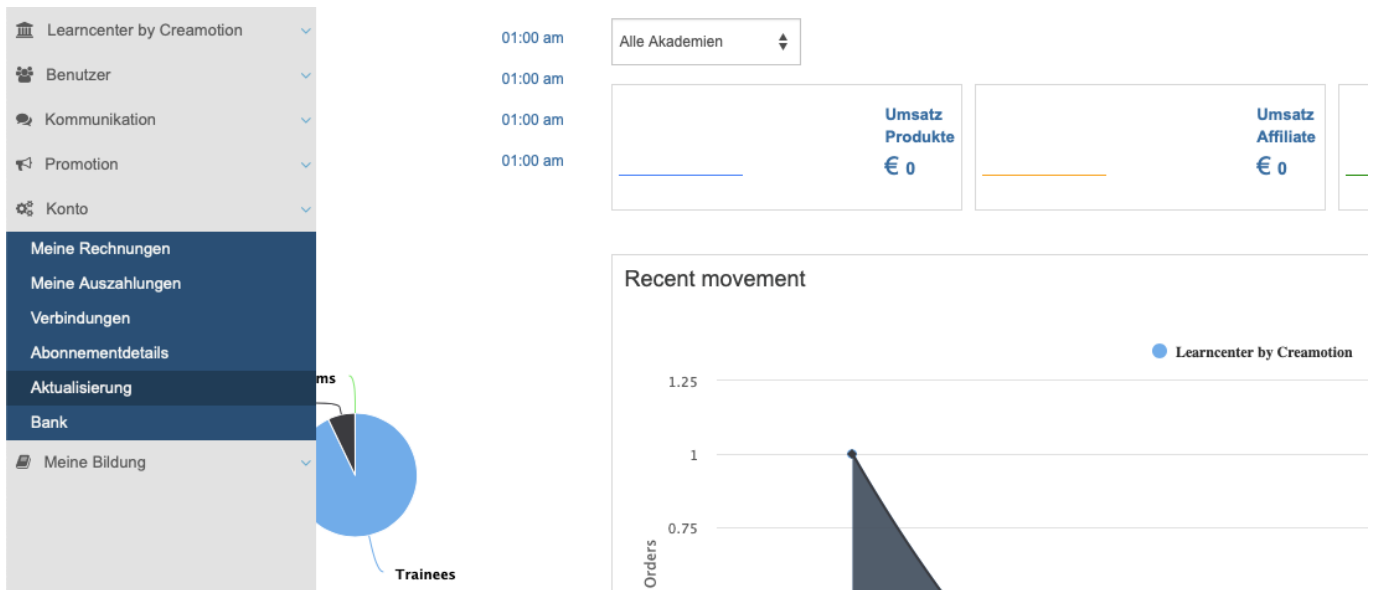 Learncenter by Creamotion
Benutzer
Kommunikation
Promotion
Konto
Meine Rechnungen
Meine Auszahlungen
Verbindungen
Abonnementdetails
Aktualisierung
Bank
Meine Bildung
01:00 am
01:00 am
01:00 am
01:00 am
ms
Trainees
Alle Akademien
Umsatz
Produkte
€ 0
Umsatz
Affiliate
€ 0
Recent movement
Learncenter by Creamotion
1.25
1
0.75
Orders